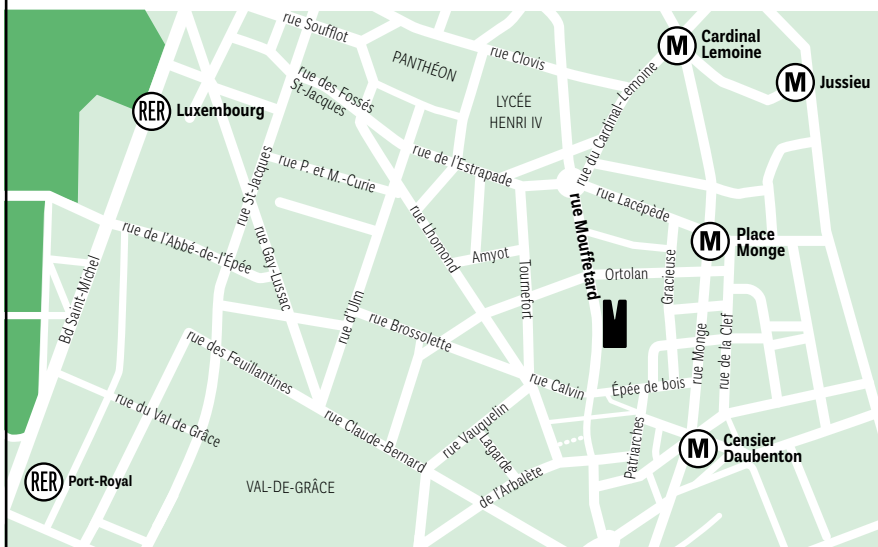 rue Soufflot
PANTHÉON
rue Clovis
M
Cardinal
Lemoine
M
Jussieu
rue des Fossés
St-Jacques
LYCÉE
HENRI IV
rue du Cardinal-Lemoine
RER
Luxembourg
rue St-Jacques
rue P. et M.-Curie
rue de l'Estrapade
rue Lacépède
rue Mouffetard
M
Place
Monge
rue de l'Abbé-de-l'Épée
rue Gay-Lussac
rue Lhomond
Amyot
Tournefort
Ortolan
Gracieuse
Bd Saint-Michel
rue d'Ulm
rue Brossolette
M
rue Monge
rue de la Clef
rue des Feuillantines
rue Calvin
Épée de bois
rue du Val de Grâce
rue Claude-Bernard
rue Vauquelin
Lagarde
de l'Arbalète
Patriarches
M
Censier
Daubenton
RER
Port-Royal
VAL-DE-GRÂCE